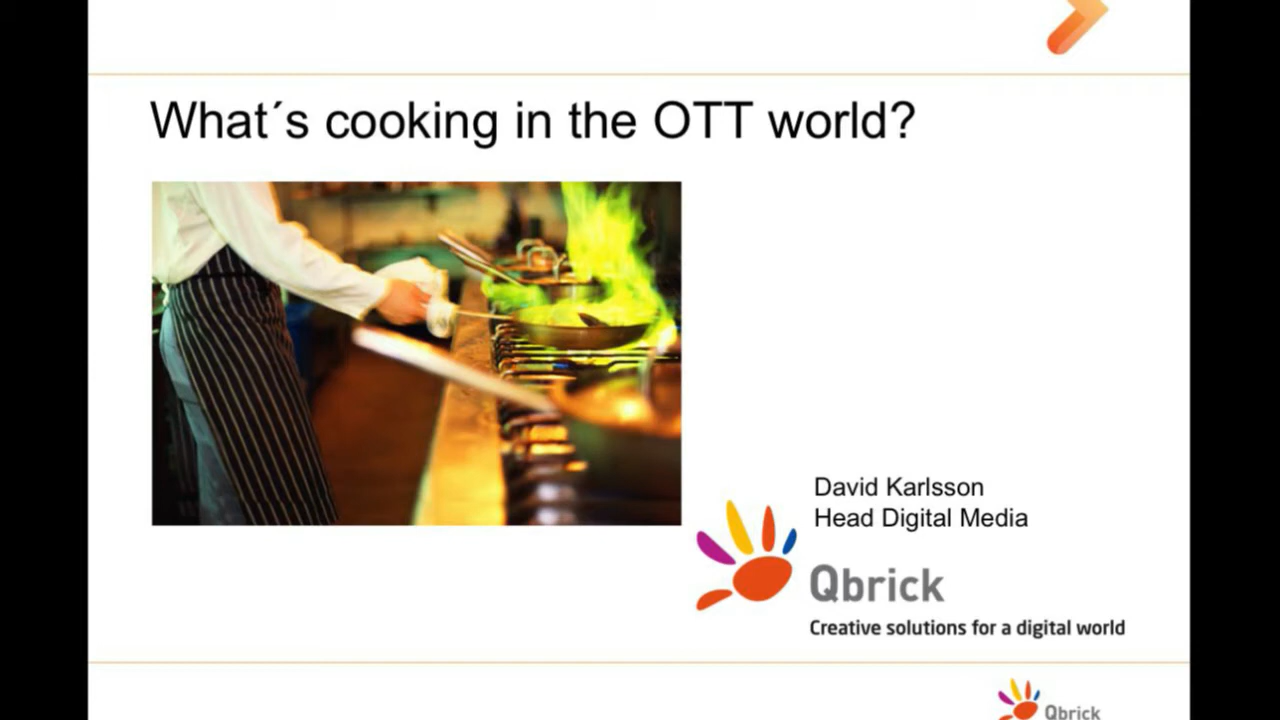 What´s cooking in the OTT world?
David Karlsson
Head Digital Media
Qbrick
Creative solutions for a digital world
Qbrick